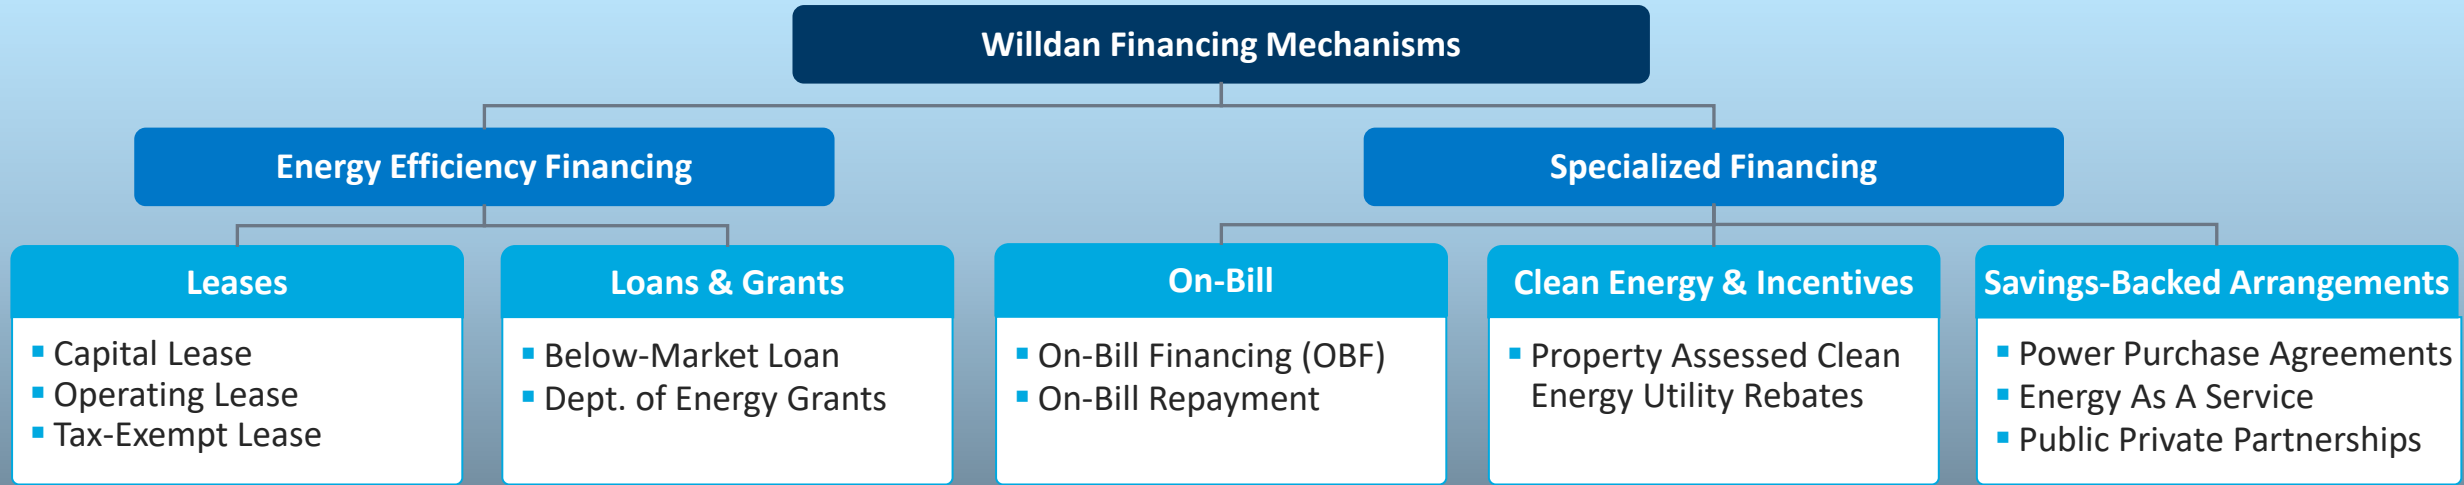 Willdan Financing Mechanisms
Energy Efficiency Financing
Specialized Financing
Leases
▪ Capital Lease
▪ Operating Lease
▪ Tax-Exempt Lease
Loans & Grants
▪ Below-Market Loan
▪ Dept. of Energy Grants
On-Bill
▪ On-Bill Financing (OBF)
▪ On-Bill Repayment
Clean Energy & Incentives
▪ Property Assessed Clean
Energy Utility Rebates
Savings-Backed Arrangements
▪ Power Purchase Agreements
▪ Energy As A Service
▪ Public Private Partnerships